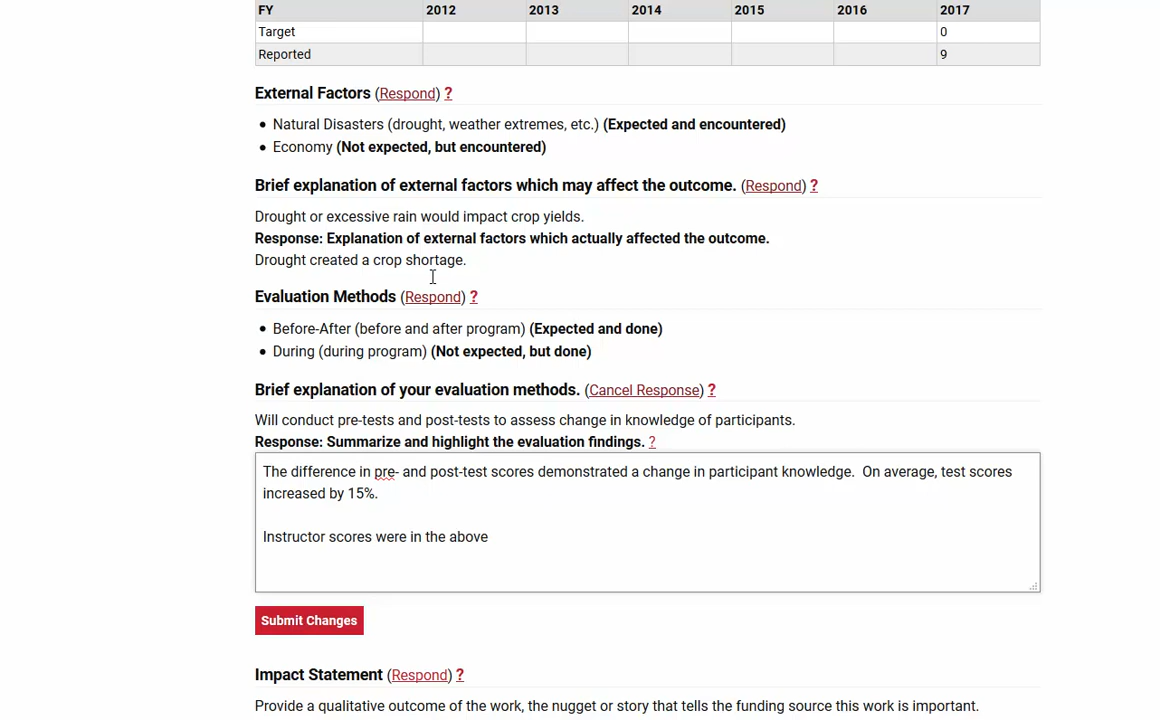 FY 2012 2013 2014 2015 2016 2017
Target 0
Reported 9
External Factors (Respond) ?
• Natural Disasters (drought, weather extremes, etc.) (Expected and encountered)
• Economy (Not expected, but encountered)
Brief explanation of external factors which may affect the outcome. (Respond) ?
Drought or excessive rain would impact crop yields.
Response: Explanation of external factors which actually affected the outcome.
Drought created a crop shortage.
Evaluation Methods (Respond) ?
• Before-After (before and after program) (Expected and done)
• During (during program) (Not expected, but done)
Brief explanation of your evaluation methods. (Cancel Response) ?
Will conduct pre-tests and post-tests to assess change in knowledge of participants.
Response: Summarize and highlight the evaluation findings. ?
The difference in pre- and post-test scores demonstrated a change in participant knowledge.  On average, test scores
increased by 15%.
Instructor scores were in the above
Submit Changes
Impact Statement (Respond) ?
Provide a qualitative outcome of the work, the nugget or story that tells the funding source this work is important.